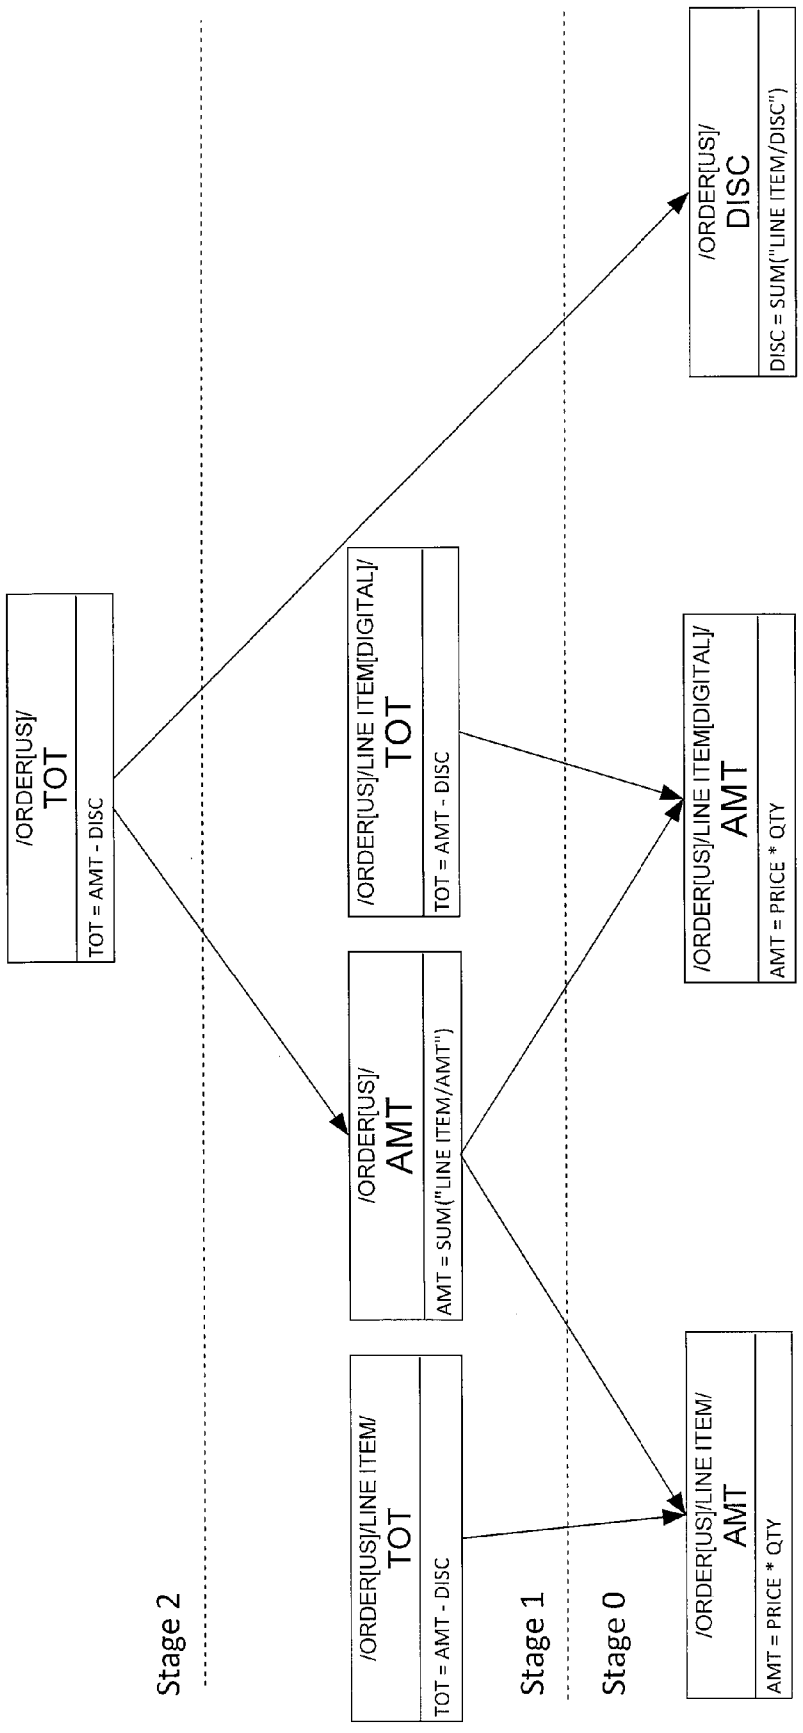 /ORDER[US]/
TOT
TOT = AMT - DISC
Stage 2
/ORDER[US]/LINE ITEM/
TOT
TOT = AMT - DISC
/ORDER[US]/
AMT
AMT = SUM("LINE ITEM/AMT")
/ORDER[US]/LINE ITEM[DIGITAL]/
TOT
TOT = AMT - DISC
Stage 1
Stage 0
/ORDER[US]/LINE ITEM/
AMT
AMT = PRICE * QTY
/ORDER[US]/LINE ITEM[DIGITAL]/
AMT
AMT = PRICE * QTY
/ORDER[US]/
DISC
DISC = SUM("LINE ITEM/DISC")